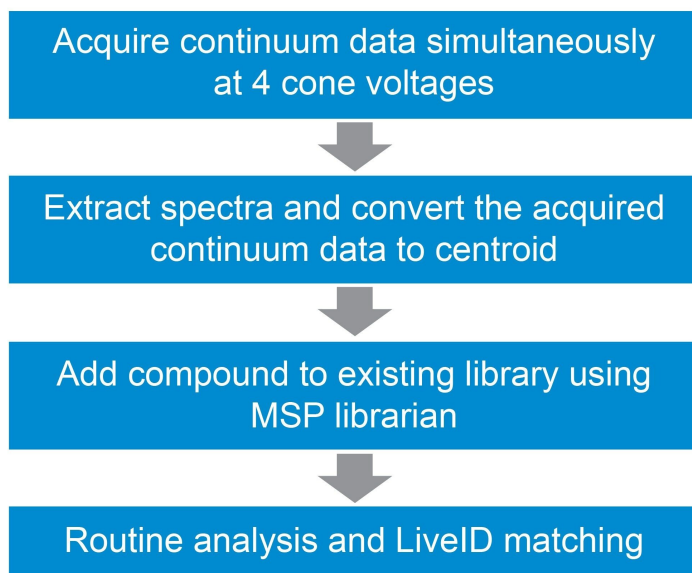 Acquire continuum data simultaneously
at 4 cone voltages
Extract spectra and convert the acquired
continuum data to centroid
Add compound to existing library using
MSP librarian
Routine analysis and LiveID matching